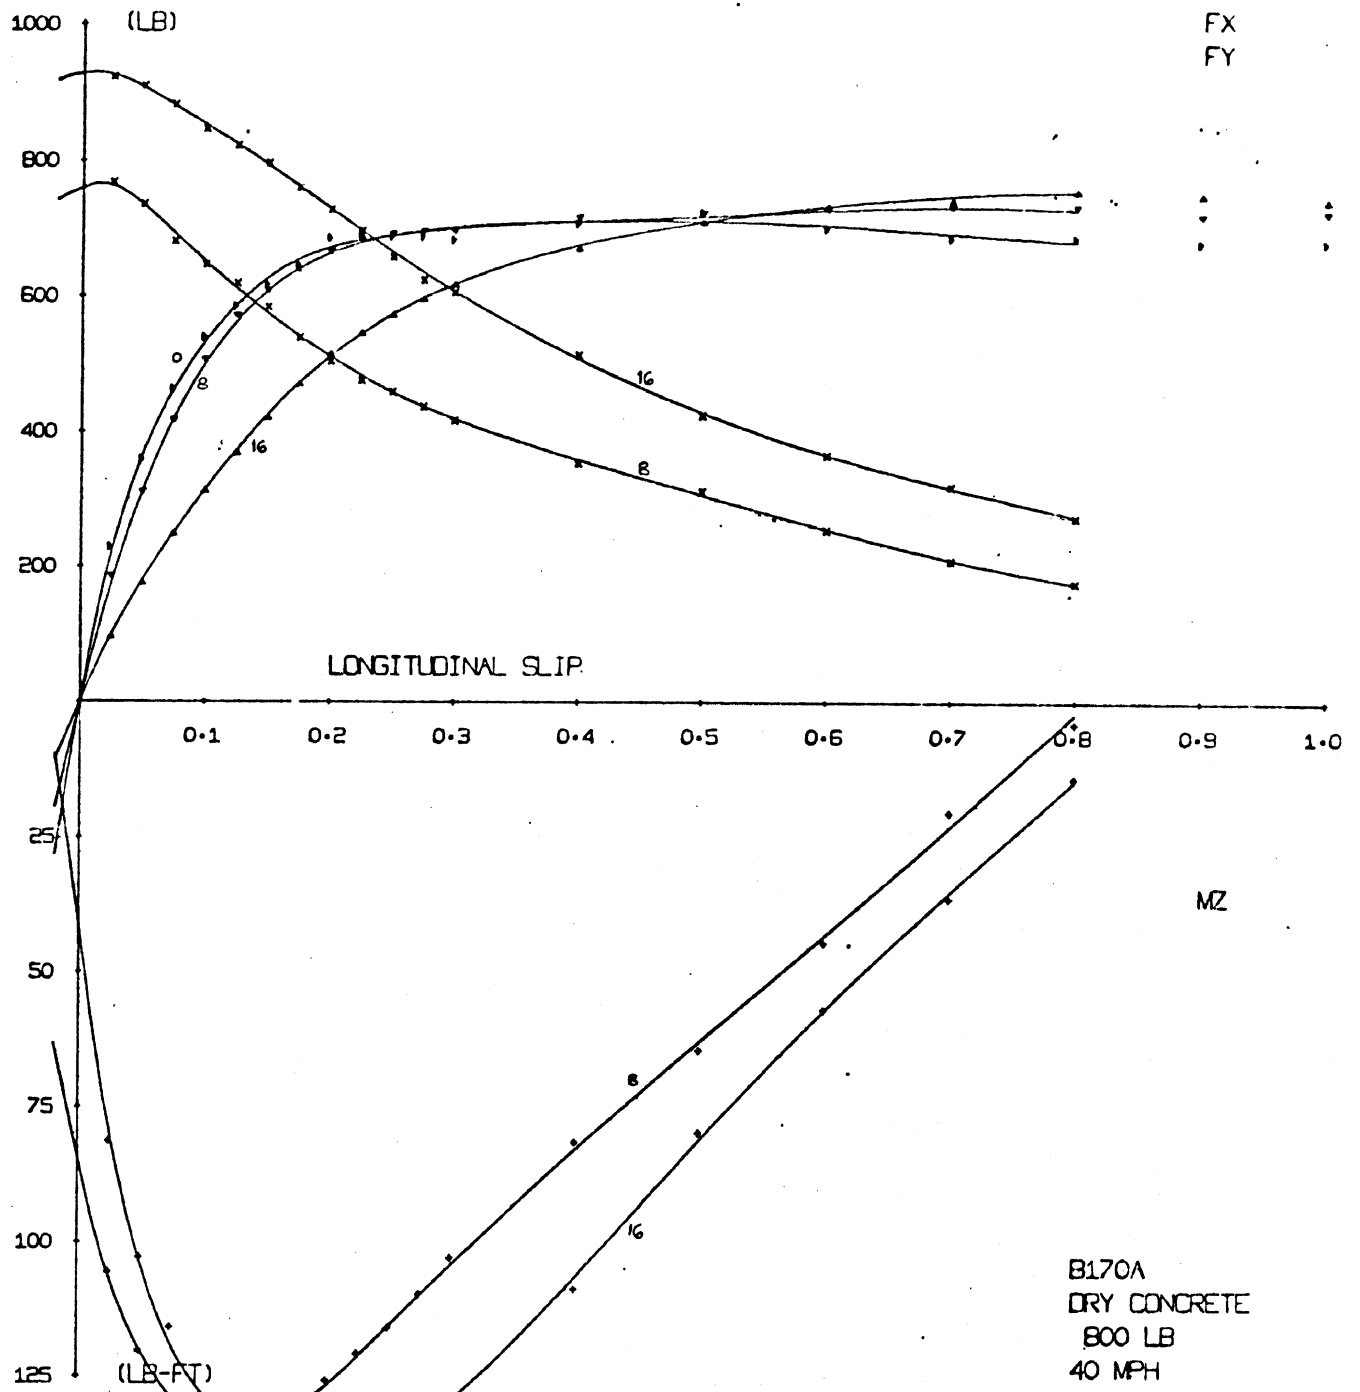 1000 (LB) FX
FY
800
600
0
8
16
400
16
8
200
LONGITUDINAL SLIP
0.1 0.2 0.3 0.4 0.5 0.6 0.7 0.8 0.9 1.0
25
MZ
50
8
75
100
16
B170A
DRY CONCRETE
800 LB
40 MPH
125 (LB-FT)